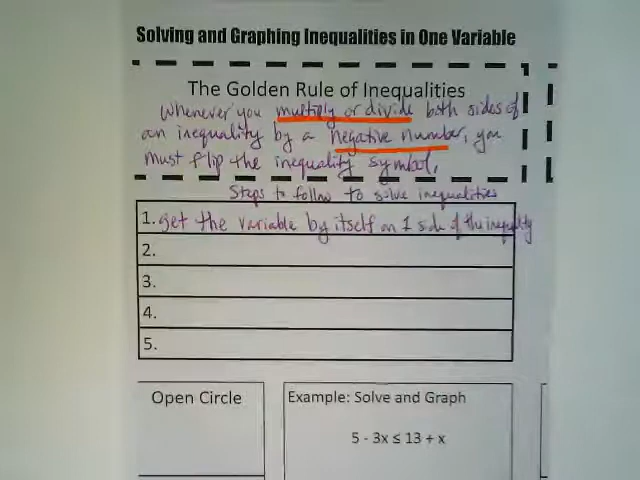 Solving and Graphing Inequalities in One Variable
The Golden Rule of Inequalities
Whenever you multiply or divide both sides of
an inequality by a negative number, you
must flip the inequality symbol.
Steps to follow to solve inequalities
1. get the variable by itself on 1 side of the inequality
2.
3.
4.
5.
Open Circle
Example: Solve and Graph
5 - 3x ≤ 13 + x